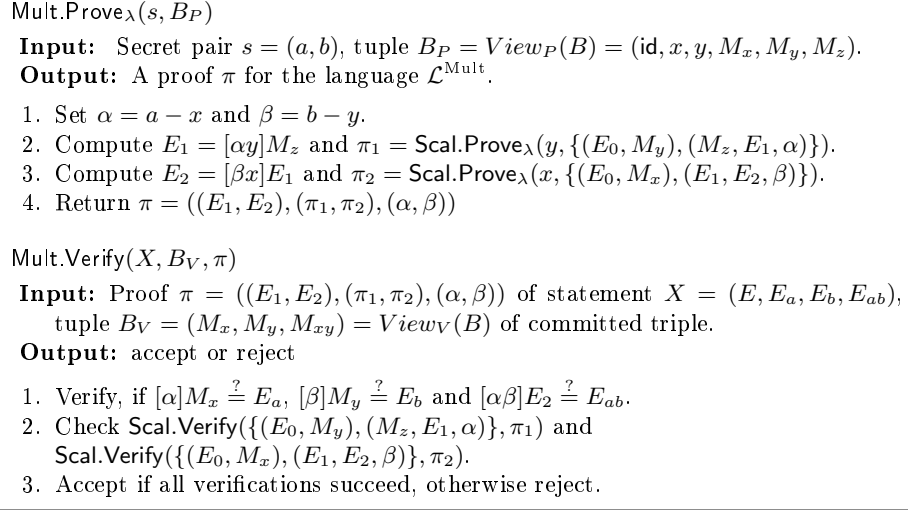 Mult.Prove_λ(s, B_P)
Input: Secret pair s = (a, b), tuple B_P = View_P(B) = (id, x, y, M_x, M_y, M_z).
Output: A proof π for the language ℒ^Mult.
1. Set α = a − x and β = b − y.
2. Compute E_1 = [αy]M_z and π_1 = Scal.Prove_λ(y, {(E_0, M_y), (M_z, E_1, α)}).
3. Compute E_2 = [βx]E_1 and π_2 = Scal.Prove_λ(x, {(E_0, M_x), (E_1, E_2, β)}).
4. Return π = ((E_1, E_2), (π_1, π_2), (α, β))
Mult.Verify(X, B_V, π)
Input: Proof π = ((E_1, E_2), (π_1, π_2), (α, β)) of statement X = (E, E_a, E_b, E_ab),
tuple B_V = (M_x, M_y, M_xy) = View_V(B) of committed triple.
Output: accept or reject
1. Verify, if [α]M_x ≟ E_a, [β]M_y ≟ E_b and [αβ]E_2 ≟ E_ab.
2. Check Scal.Verify({(E_0, M_y), (M_z, E_1, α)}, π_1) and
Scal.Verify({(E_0, M_x), (E_1, E_2, β)}, π_2).
3. Accept if all verifications succeed, otherwise reject.